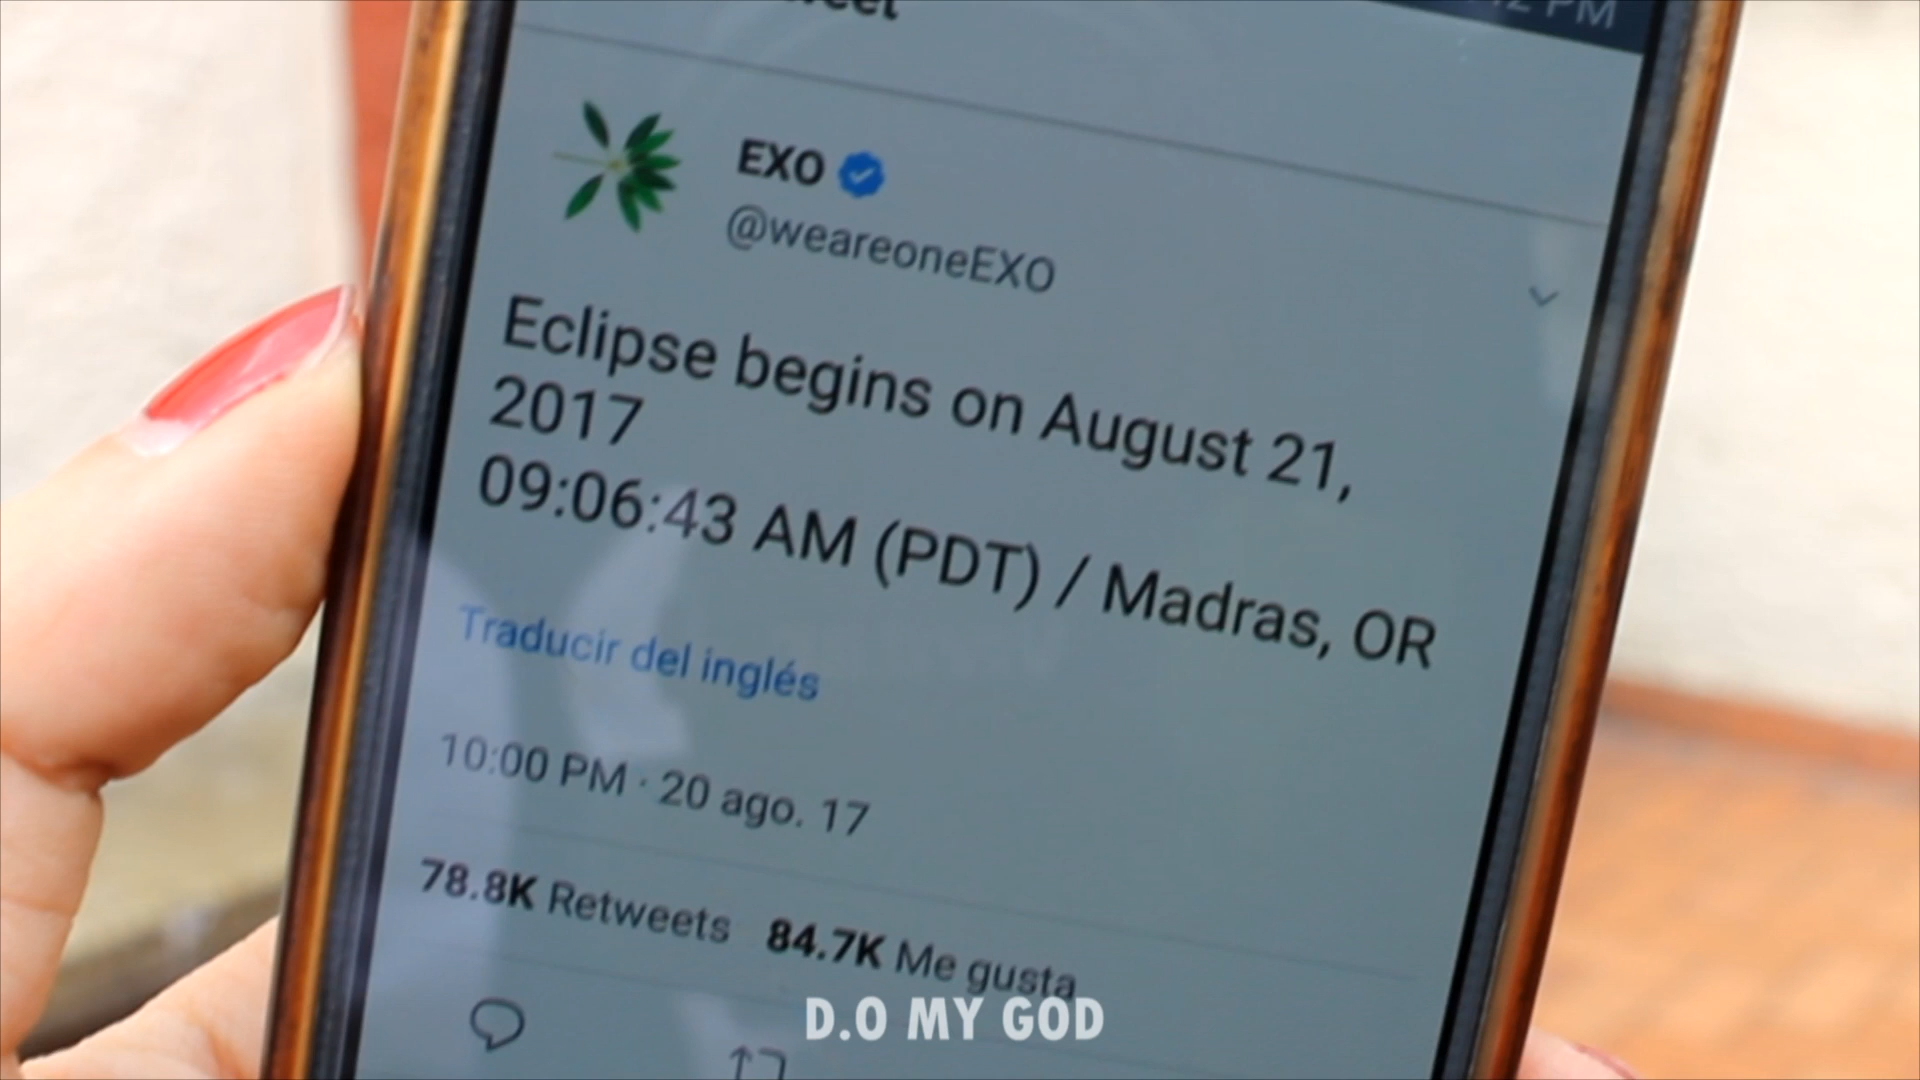 EXO
@weareoneEXO
Eclipse begins on August 21,
2017
09:06:43 AM (PDT) / Madras, OR
Traducir del inglés
10:00 PM · 20 ago. 17
78.8K Retweets 84.7K Me gusta
D.O MY GOD